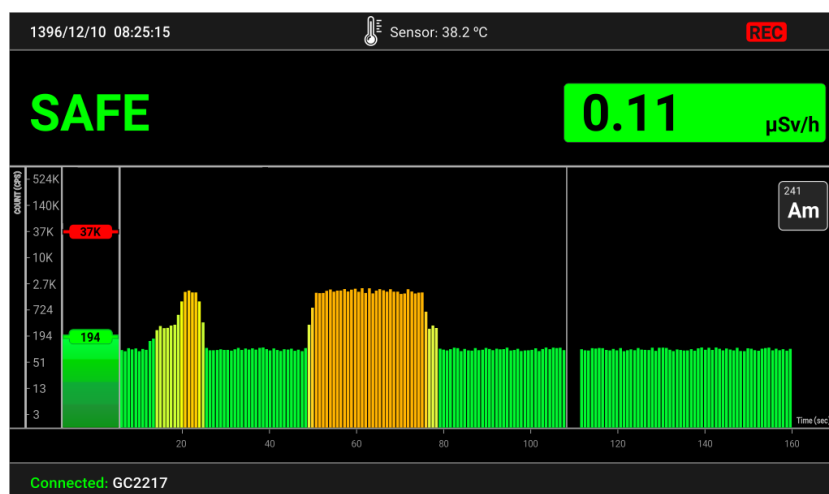 1396/12/10 08:25:15
Sensor: 38.2 ºC
REC
SAFE
0.11 µSv/h
COUNT (CPS)
524K
140K
37K
10K
2.7K
724
194
51
13
3
37K
194
241
Am
Time (sec)
20 40 60 80 100 120 140 160
Connected: GC2217